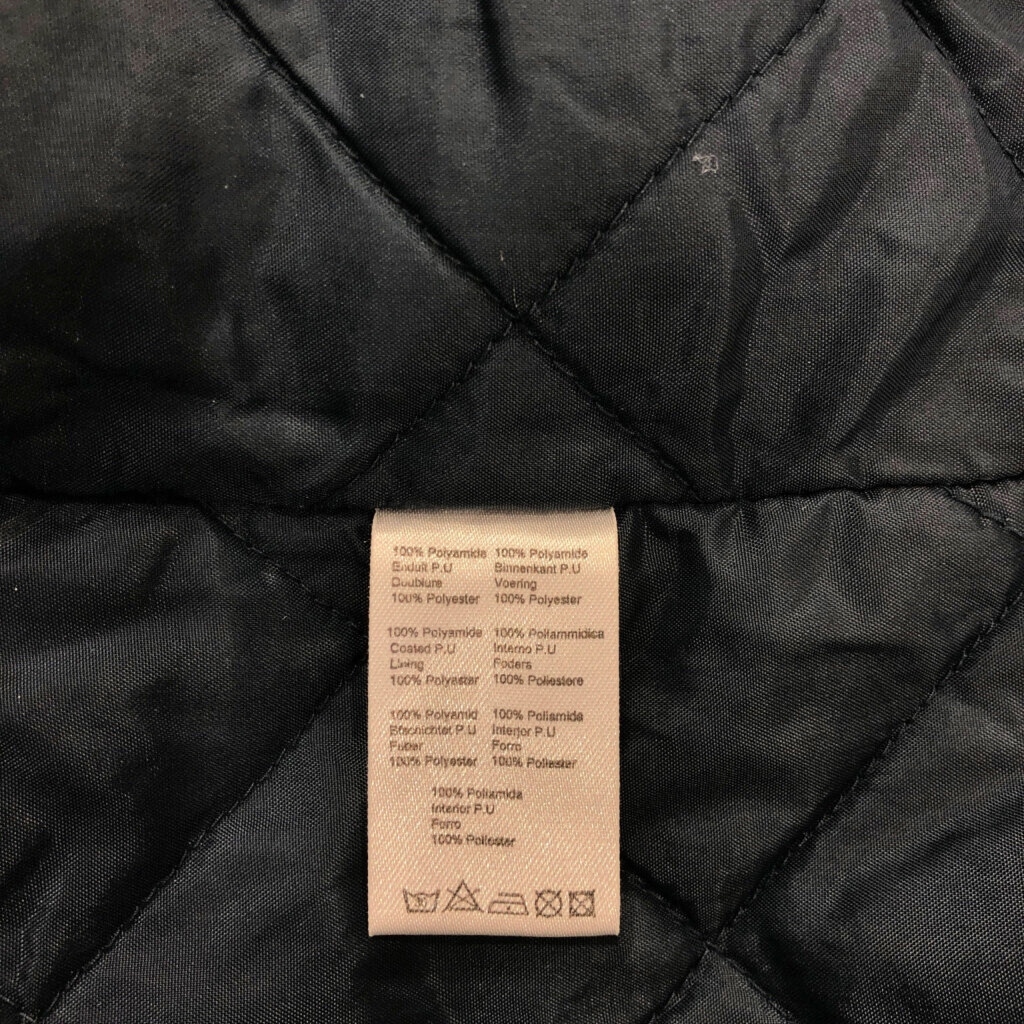 100% Polyamide
Enduit P.U
Doublure
100% Polyester
100% Polyamide
Binnenkant P.U
Voering
100% Polyester
100% Polyamide
Coated P.U
Lining
100% Polyester
100% Poliammidica
Interno P.U
Fodera
100% Poliestere
100% Polyamid
P.U
100% Polyester
100% Poliamida
Interior P.U
Forro
100% Poliester
100% Poliamida
Interior P.U
Forro
100% Poliester